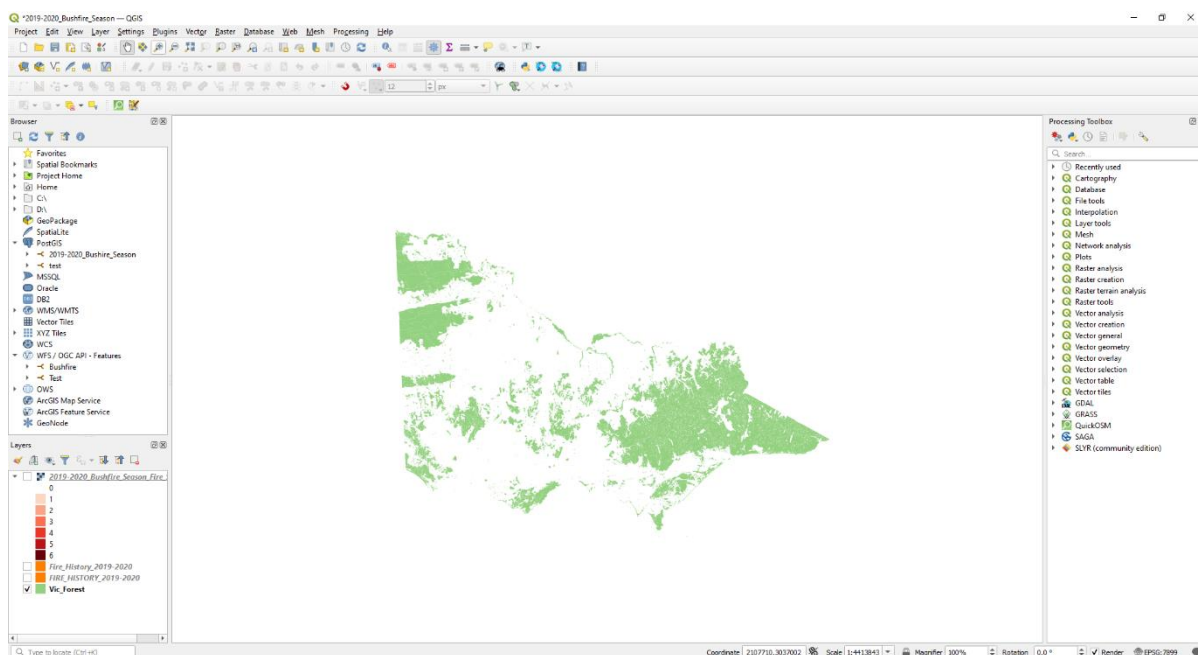 *2019-2020_Bushfire_Season — QGIS
Project Edit View Layer Settings Plugins Vector Raster Database Web Mesh Processing Help
12 px
Browser
Favorites
Spatial Bookmarks
Project Home
Home
C:\
D:\
GeoPackage
SpatiaLite
PostGIS
2019-2020_Bushire_Season
test
MSSQL
Oracle
DB2
WMS/WMTS
Vector Tiles
XYZ Tiles
WCS
WFS / OGC API - Features
Bushfire
Test
OWS
ArcGIS Map Service
ArcGIS Feature Service
GeoNode
Layers
2019-2020_Bushfire_Season_Fire_
0
1
2
3
4
5
6
Fire_History_2019-2020
FIRE_HISTORY_2019-2020
Vic_Forest
Processing Toolbox
Search...
Recently used
Cartography
Database
File tools
Interpolation
Layer tools
Mesh
Network analysis
Plots
Raster analysis
Raster creation
Raster terrain analysis
Raster tools
Vector analysis
Vector creation
Vector general
Vector geometry
Vector overlay
Vector selection
Vector table
Vector tiles
GDAL
GRASS
QuickOSM
SAGA
SLYR (community edition)
Type to locate (Ctrl+K)
Coordinate 2107710.3037002 Scale 1:4413843 Magnifier 100% Rotation 0.0 ° Render EPSG:7899